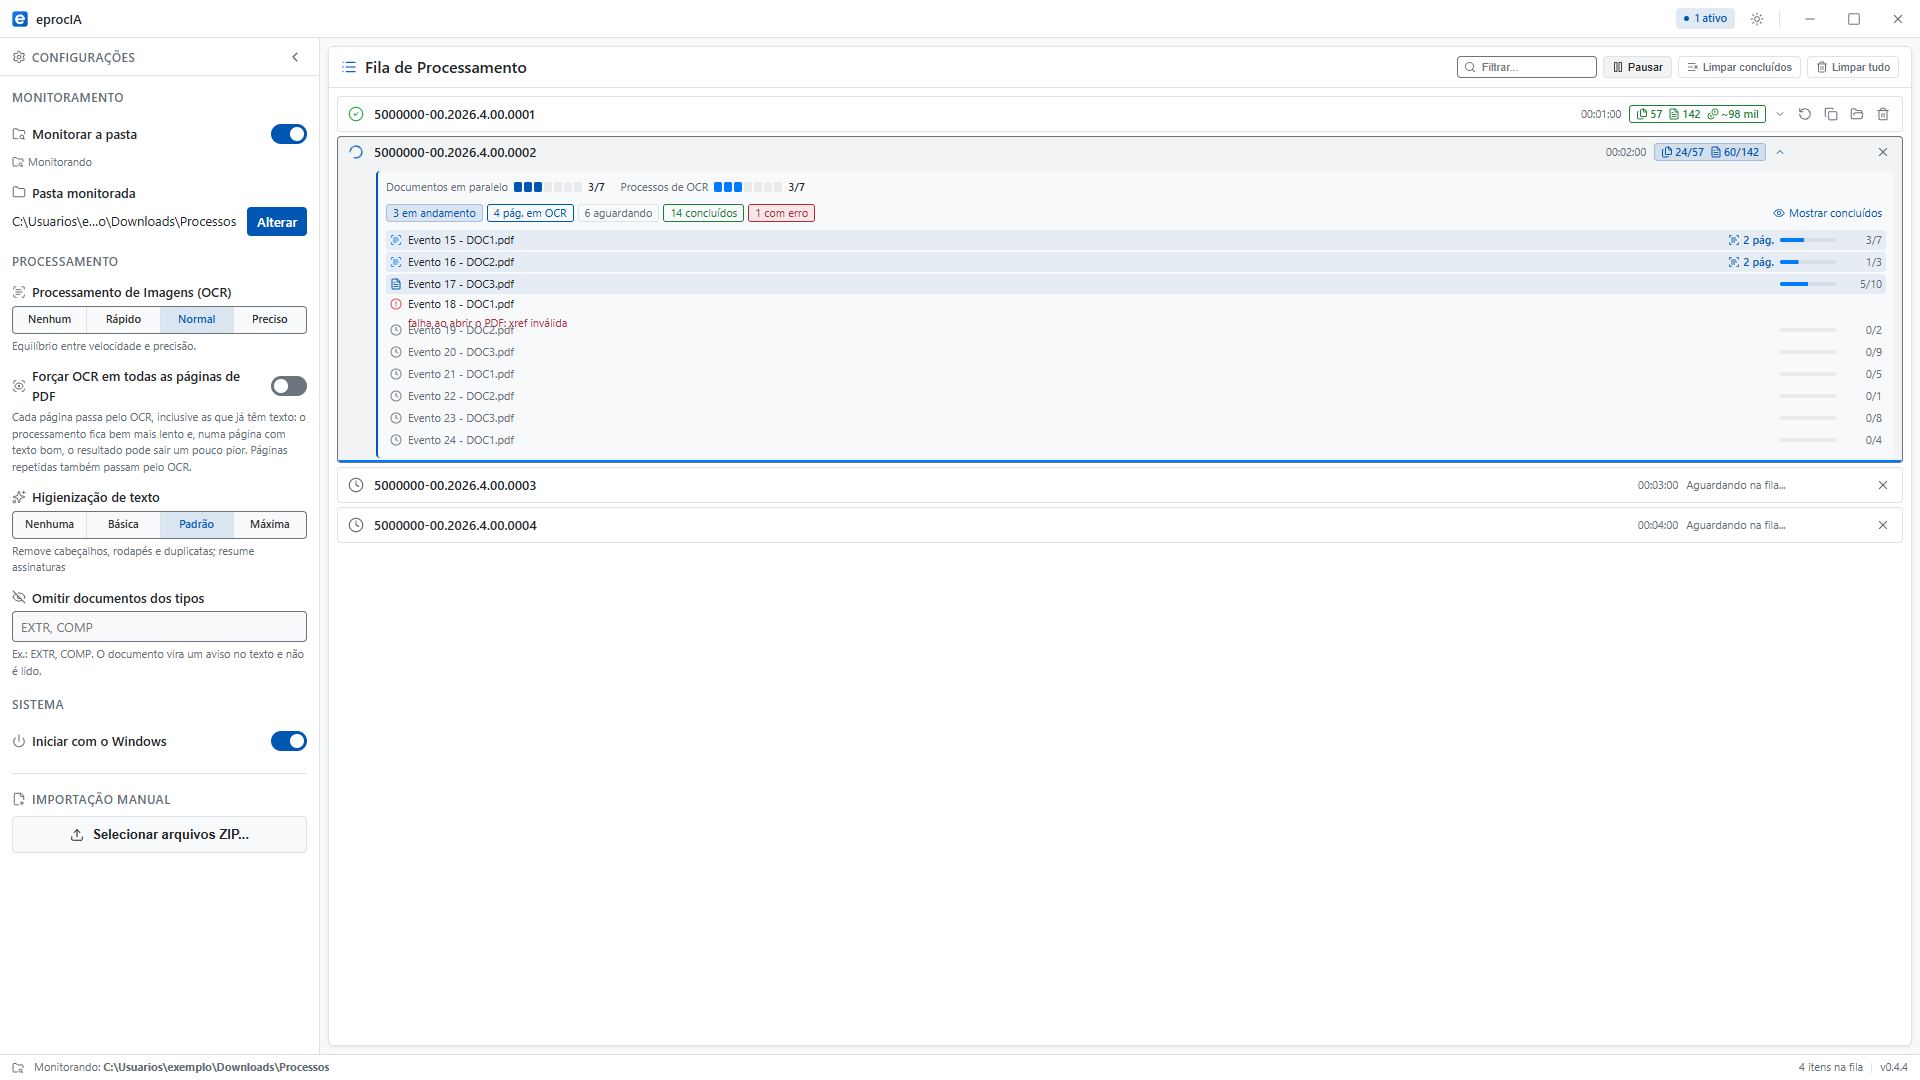 eprocIA
1 ativo
CONFIGURAÇÕES
MONITORAMENTO
Monitorar a pasta
Monitorando
Pasta monitorada
C:\Usuarios\e...o\Downloads\Processos
Alterar
PROCESSAMENTO
Processamento de Imagens (OCR)
Nenhum Rápido Normal Preciso
Equilíbrio entre velocidade e precisão.
Forçar OCR em todas as páginas de
PDF
Cada página passa pelo OCR, inclusive as que já têm texto: o
processamento fica bem mais lento e, numa página com
texto bom, o resultado pode sair um pouco pior. Páginas
repetidas também passam pelo OCR.
Higienização de texto
Nenhuma Básica Padrão Máxima
Remove cabeçalhos, rodapés e duplicatas; resume
assinaturas
Omitir documentos dos tipos
EXTR, COMP
Ex.: EXTR, COMP. O documento vira um aviso no texto e não
é lido.
SISTEMA
Iniciar com o Windows
IMPORTAÇÃO MANUAL
Selecionar arquivos ZIP...
Fila de Processamento
Filtrar...
Pausar
Limpar concluídos
Limpar tudo
5000000-00.2026.4.00.0001 00:01:00 57 142 ~98 mil
5000000-00.2026.4.00.0002 00:02:00 24/57 60/142
Documentos em paralelo 3/7 Processos de OCR 3/7
3 em andamento 4 pág. em OCR 6 aguardando 14 concluídos 1 com erro Mostrar concluídos
Evento 15 - DOC1.pdf 2 pág. 3/7
Evento 16 - DOC2.pdf 2 pág. 1/3
Evento 17 - DOC3.pdf 5/10
Evento 18 - DOC1.pdf
falha ao abrir o PDF: xref inválida
Evento 19 - DOC2.pdf 0/2
Evento 20 - DOC3.pdf 0/9
Evento 21 - DOC1.pdf 0/5
Evento 22 - DOC2.pdf 0/1
Evento 23 - DOC3.pdf 0/8
Evento 24 - DOC1.pdf 0/4
5000000-00.2026.4.00.0003 00:03:00 Aguardando na fila...
5000000-00.2026.4.00.0004 00:04:00 Aguardando na fila...
Monitorando: C:\Usuarios\exemplo\Downloads\Processos
4 itens na fila v0.4.4